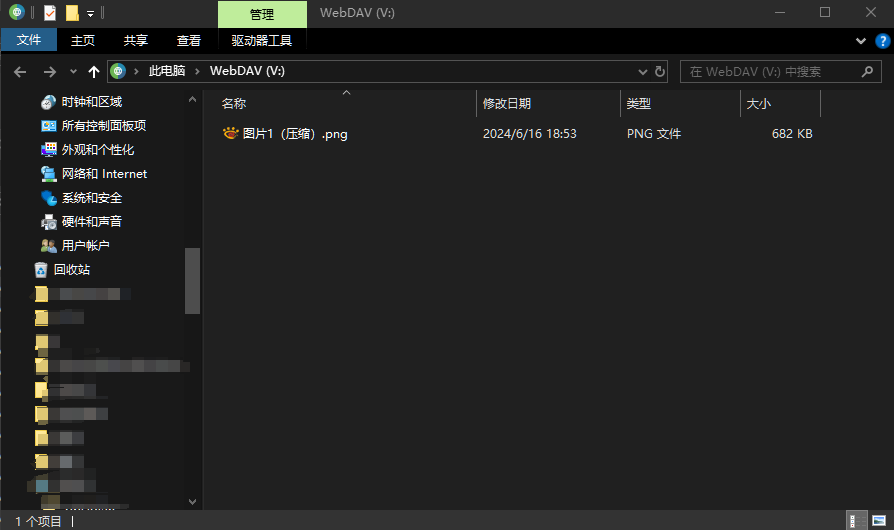 管理
WebDAV (V:)
文件
主页
共享
查看
驱动器工具
此电脑 > WebDAV (V:)
在 WebDAV (V:) 中搜索
时钟和区域
所有控制面板项
外观和个性化
网络和 Internet
系统和安全
硬件和声音
用户帐户
回收站
名称
修改日期
类型
大小
图片1（压缩）.png
2024/6/16 18:53
PNG 文件
682 KB
1 个项目